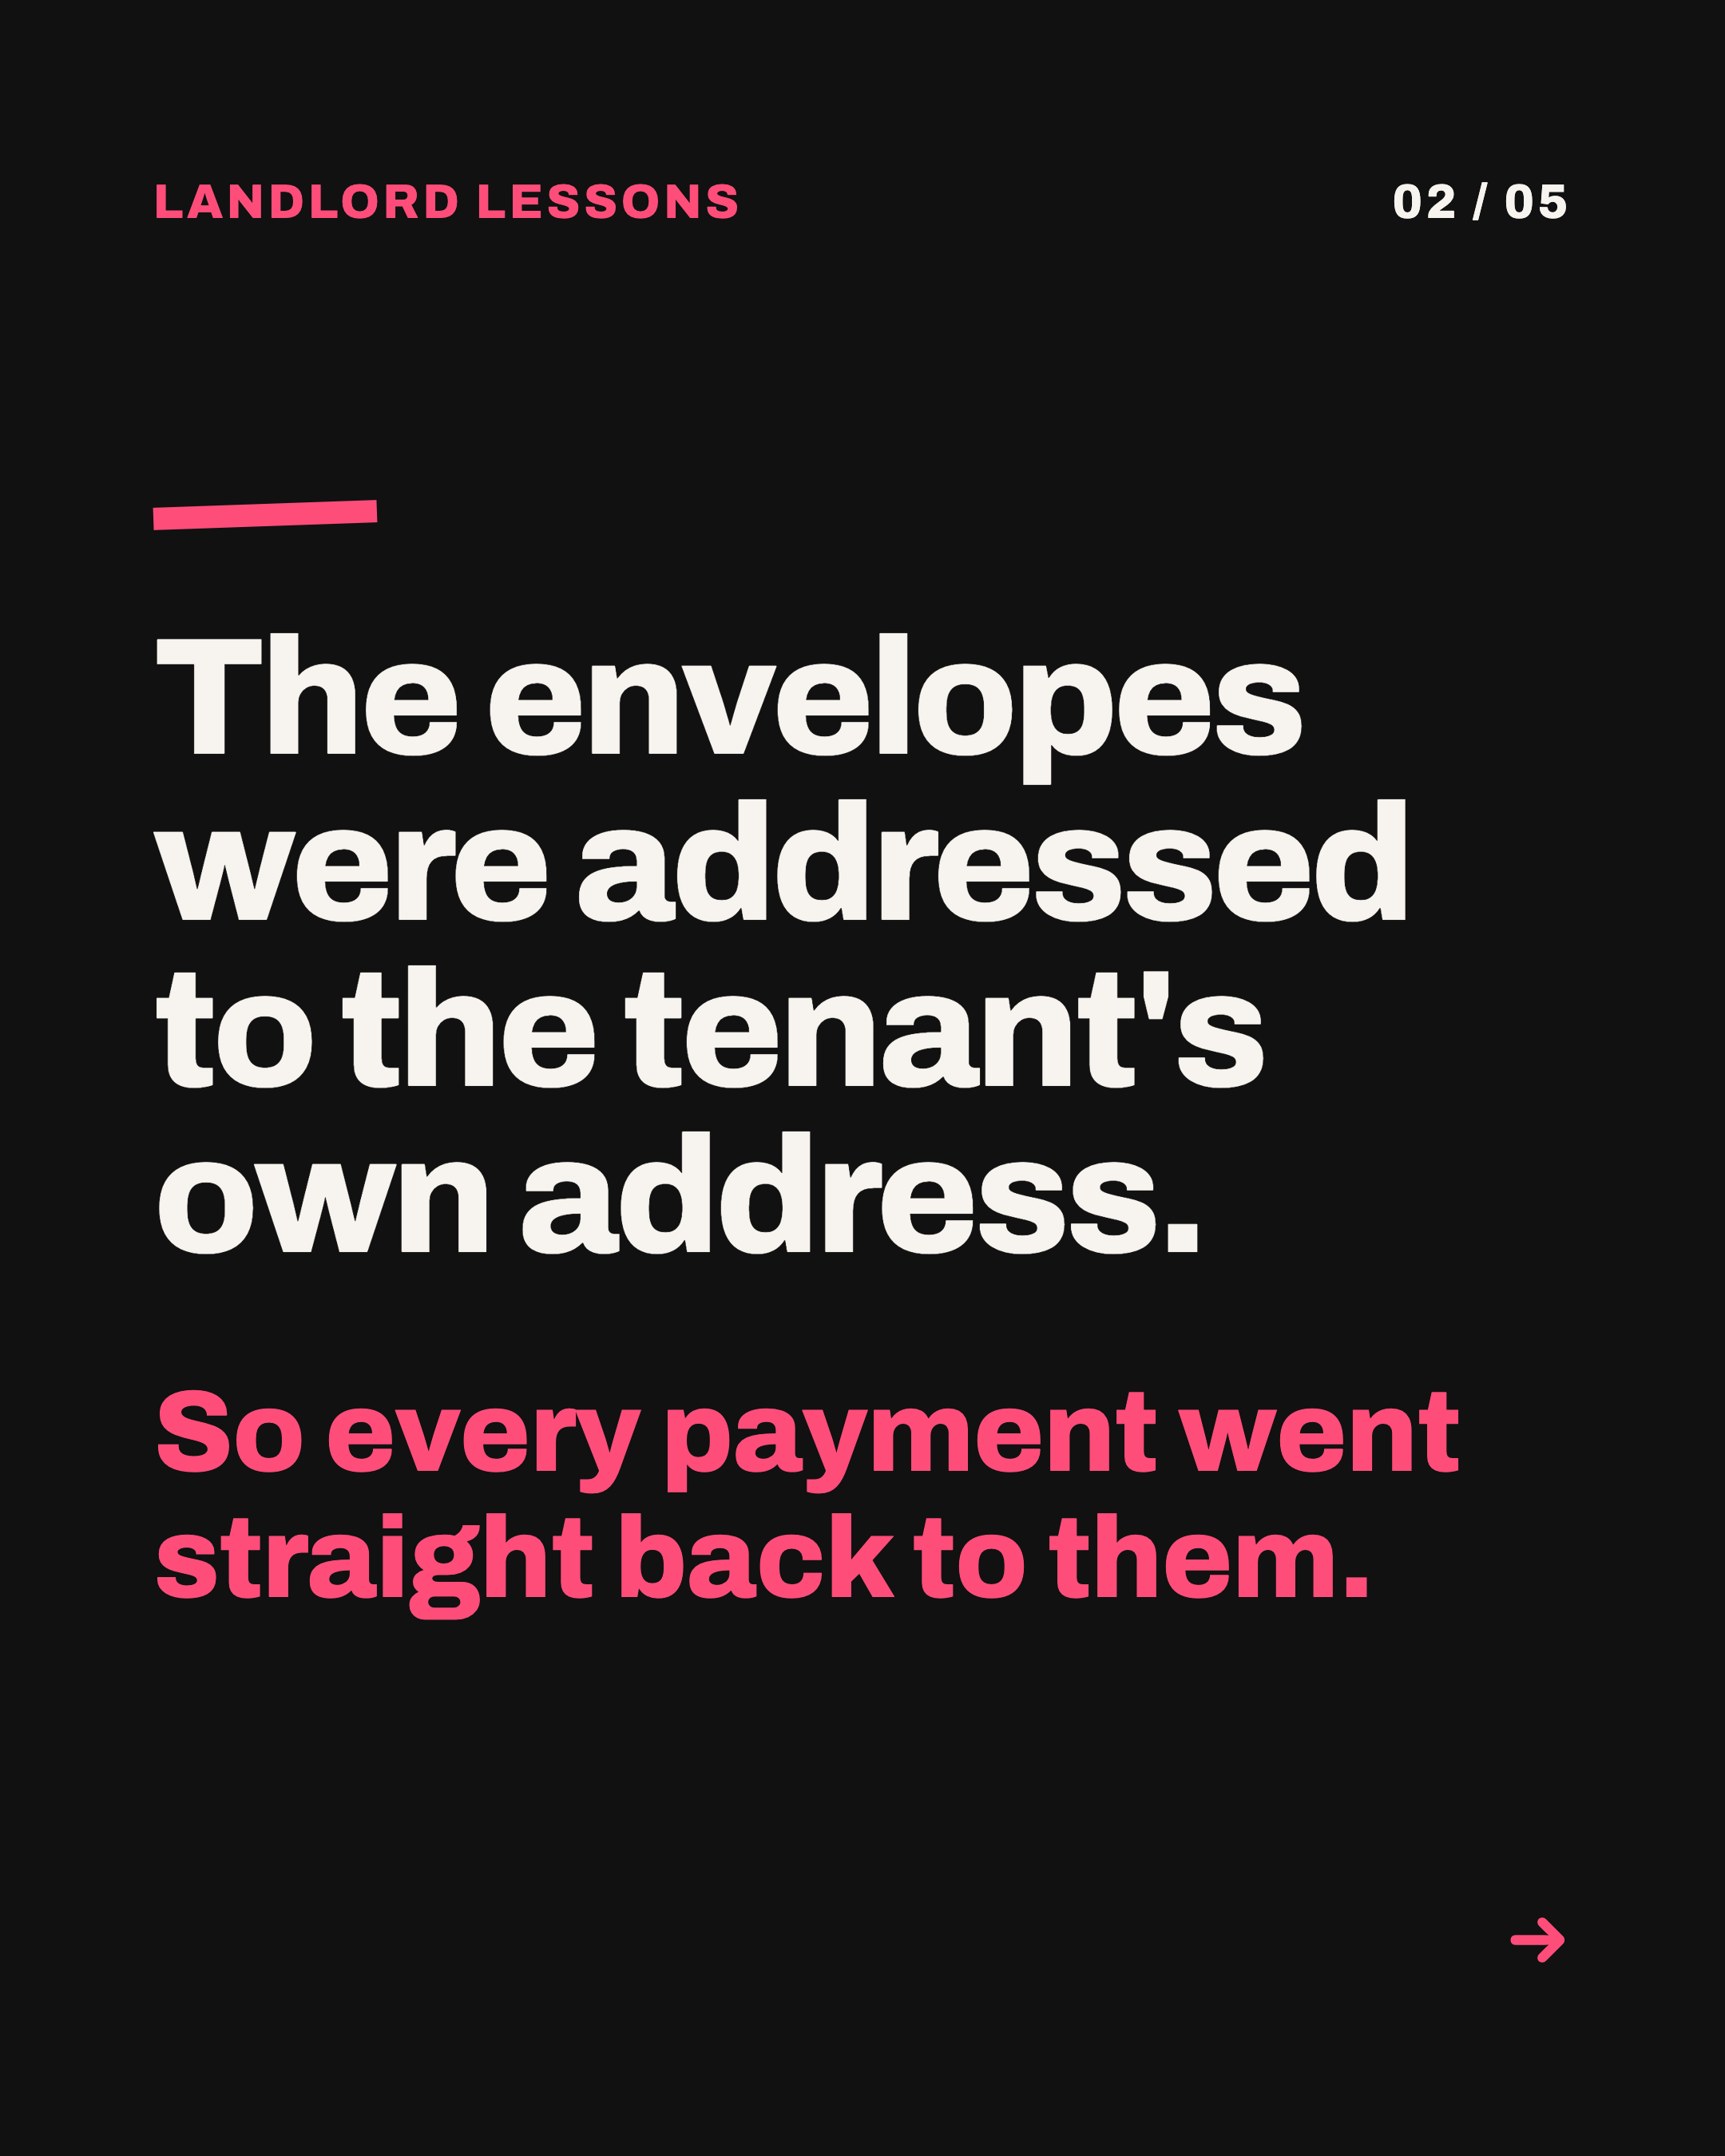 LANDLORD LESSONS
02 / 05
The envelopes
were addressed
to the tenant's
own address.
So every payment went
straight back to them.